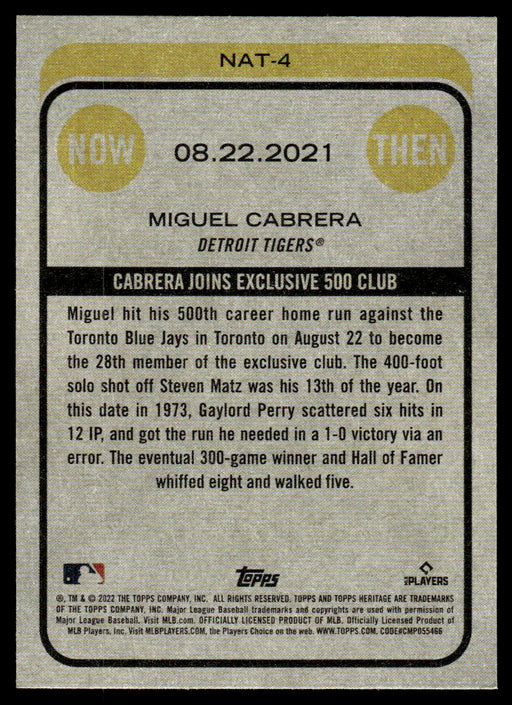 NAT-4
NOW 08.22.2021 THEN
MIGUEL CABRERA
DETROIT TIGERS®
CABRERA JOINS EXCLUSIVE 500 CLUB
Miguel hit his 500th career home run against the
Toronto Blue Jays in Toronto on August 22 to become
the 28th member of the exclusive club. The 400-foot
solo shot off Steven Matz was his 13th of the year. On
this date in 1973, Gaylord Perry scattered six hits in
12 IP, and got the run he needed in a 1-0 victory via an
error. The eventual 300-game winner and Hall of Famer
whiffed eight and walked five.
Topps
PLAYERS
®, TM & © 2022 THE TOPPS COMPANY, INC. ALL RIGHTS RESERVED. TOPPS AND TOPPS HERITAGE ARE TRADEMARKS
OF THE TOPPS COMPANY, INC. Major League Baseball trademarks and copyrights are used with permission of
Major League Baseball. Visit MLB.com. OFFICIALLY LICENSED PRODUCT OF MLB. Officially Licensed Product of
MLB Players, Inc. Visit MLBPLAYERS.COM, the Players Choice on the web. WWW.TOPPS.COM. CODE#CMP055466